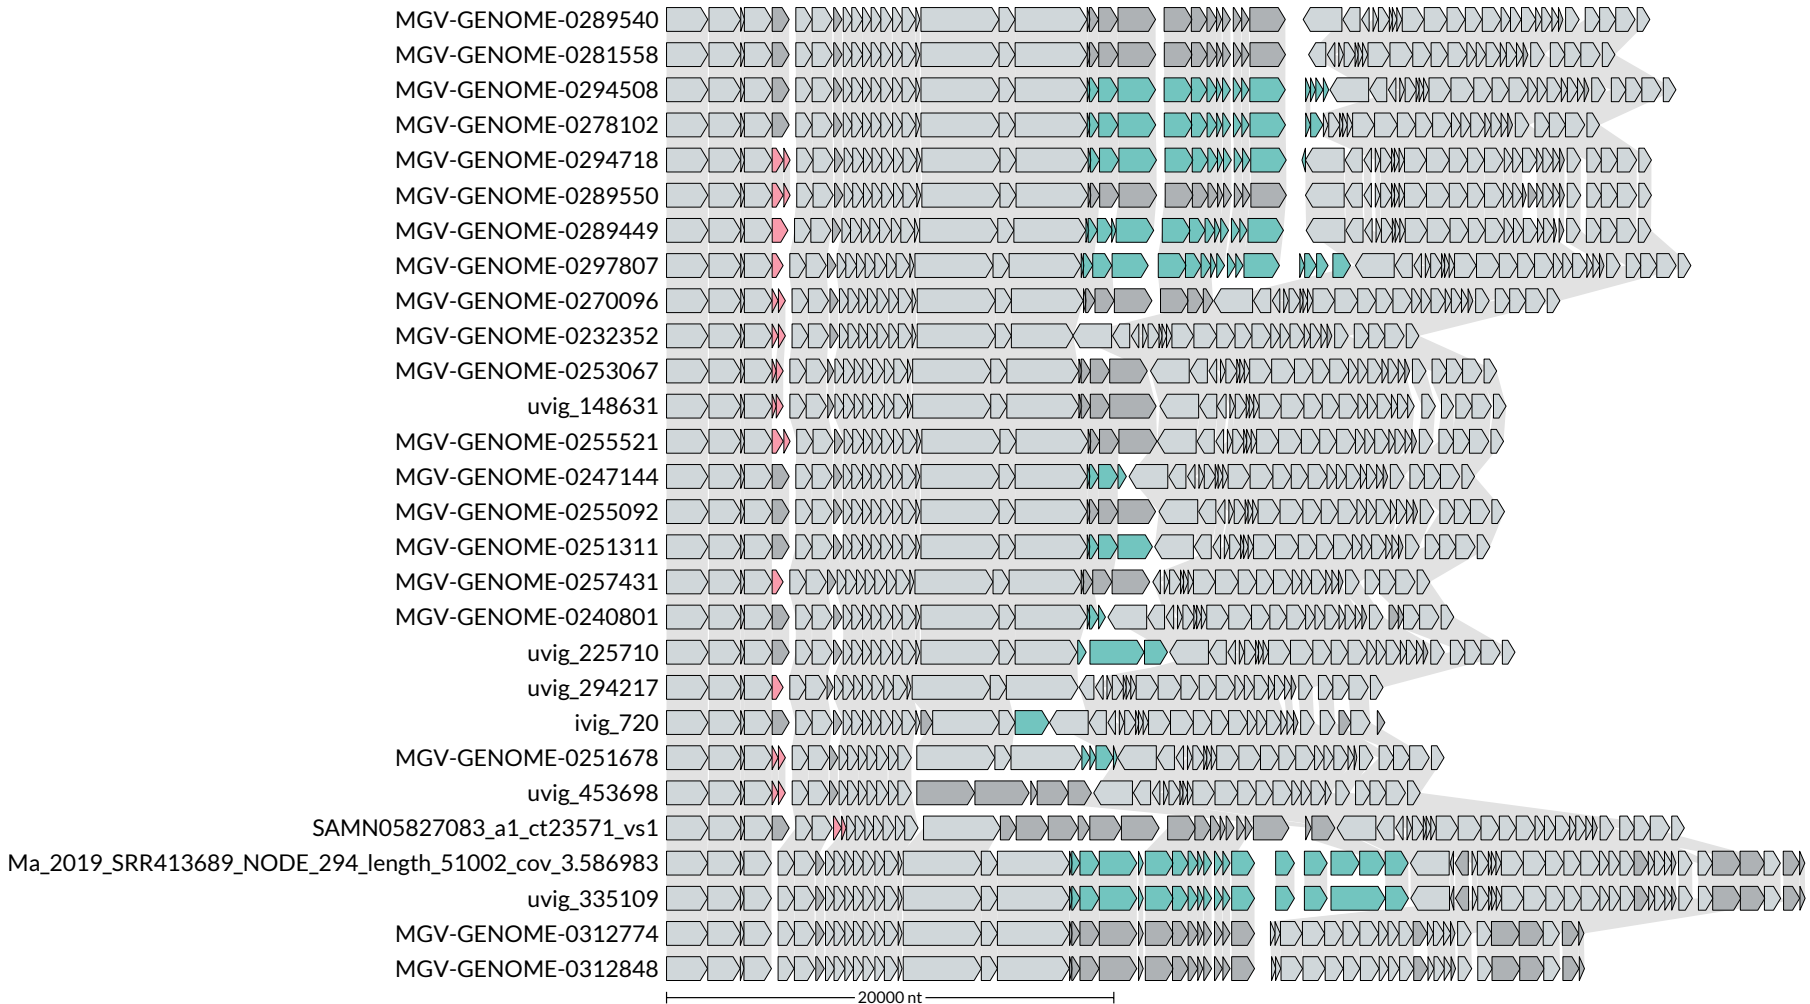 MGV-GENOME-0289540
MGV-GENOME-0281558
MGV-GENOME-0294508
MGV-GENOME-0278102
MGV-GENOME-0294718
MGV-GENOME-0289550
MGV-GENOME-0289449
MGV-GENOME-0297807
MGV-GENOME-0270096
MGV-GENOME-0232352
MGV-GENOME-0253067
uvig_148631
MGV-GENOME-0255521
MGV-GENOME-0247144
MGV-GENOME-0255092
MGV-GENOME-0251311
MGV-GENOME-0257431
MGV-GENOME-0240801
uvig_225710
uvig_294217
ivig_720
MGV-GENOME-0251678
uvig_453698
SAMN05827083_a1_ct23571_vs1
Ma_2019_SRR413689_NODE_294_length_51002_cov_3.586983
uvig_335109
MGV-GENOME-0312774
MGV-GENOME-0312848
20000 nt